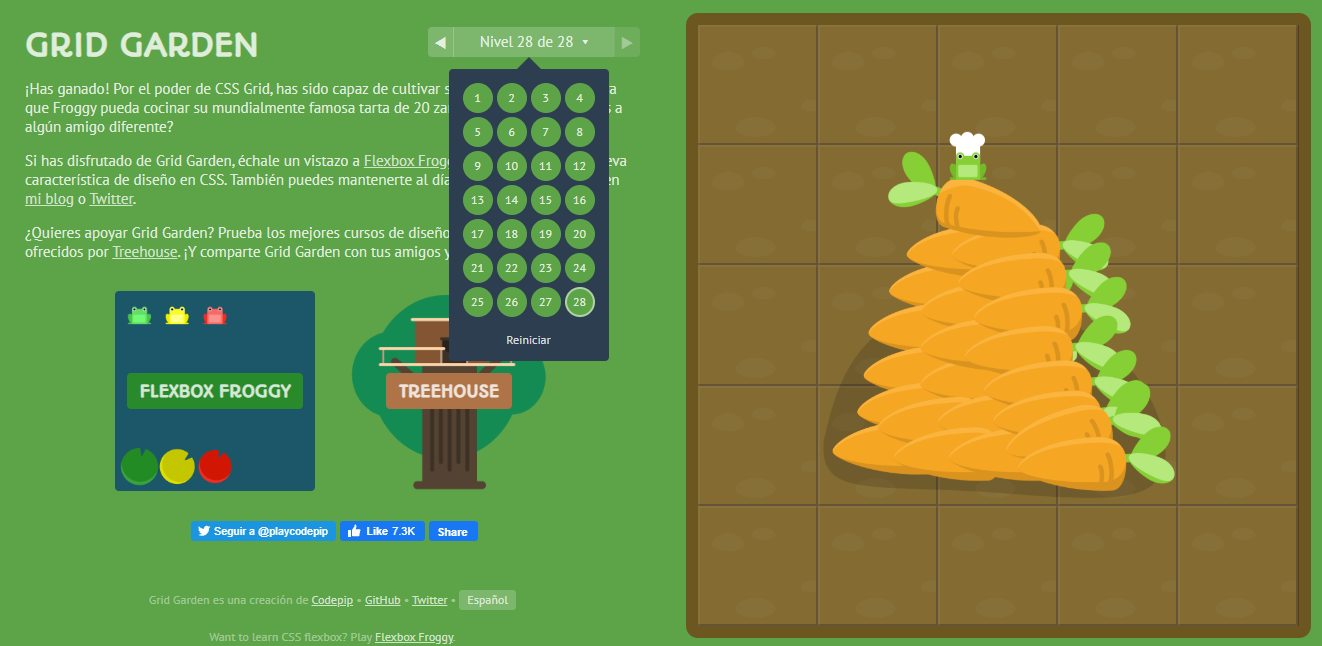 GRID GARDEN
◀ Nivel 28 de 28 ▾ ▶
¡Has ganado! Por el poder de CSS Grid, has sido capaz de cultivar
que Froggy pueda cocinar su mundialmente famosa tarta de 20 a
algún amigo diferente?
Si has disfrutado de Grid Garden, échale un vistazo a Flexbox
característica de diseño en CSS. También puedes mantenerte al día en
mi blog o Twitter.
¿Quieres apoyar Grid Garden? Prueba los mejores cursos de diseño
ofrecidos por Treehouse. ¡Y comparte Grid Garden con tus amigos y
1 2 3 4
5 6 7 8
9 10 11 12
13 14 15 16
17 18 19 20
21 22 23 24
25 26 27 28
Reiniciar
FLEXBOX FROGGY
TREEHOUSE
Seguir a @playcodepip Like 7.3K Share
Grid Garden es una creación de Codepip • GitHub • Twitter • Español
Want to learn CSS flexbox? Play Flexbox Froggy.